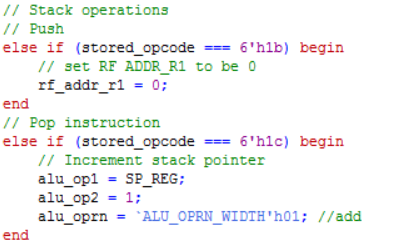 // Stack operations
// Push
else if (stored_opcode === 6'h1b) begin
// set RF ADDR_R1 to be 0
rf_addr_r1 = 0;
end
// Pop instruction
else if (stored_opcode === 6'h1c) begin
// Increment stack pointer
alu_op1 = SP_REG;
alu_op2 = 1;
alu_oprn = `ALU_OPRN_WIDTH'h01; //add
end